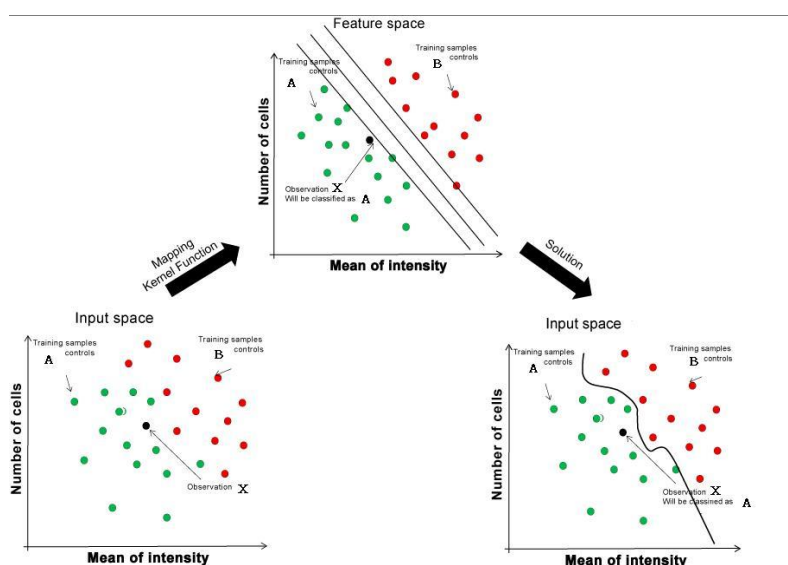 Feature space
Training samples
controls
A
Training samples
controls
B
Number of cells
Observation X
Will be classified as A
Mean of intensity
Mapping
Kernel Function
Solution
Input space
Training samples
controls
A
Training samples
controls
B
Number of cells
Observation X
Mean of intensity
Input space
Training samples
controls
A
Training samples
controls
B
Number of cells
Observation X
Will be classined as A
Mean of intensity